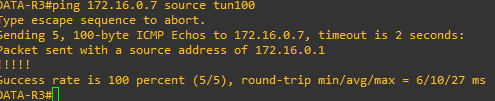 DATA-R3#ping 172.16.0.7 source tun100
Type escape sequence to abort.
Sending 5, 100-byte ICMP Echos to 172.16.0.7, timeout is 2 seconds:
Packet sent with a source address of 172.16.0.1
!!!!!
Success rate is 100 percent (5/5), round-trip min/avg/max = 6/10/27 ms
DATA-R3#